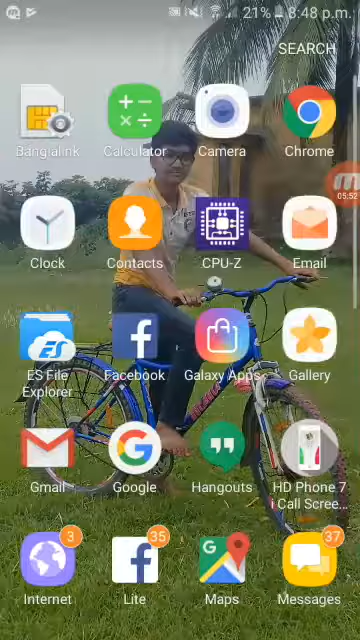 21% 8:48 p.m.
SEARCH
Banglalink
Calculator
Camera
Chrome
05:52
Clock
Contacts
CPU-Z
Email
ES File
Explorer
Facebook
Galaxy Apps
Gallery
Gmail
Google
Hangouts
HD Phone 7
i Call Scree...
3
35
37
Internet
Lite
Maps
Messages